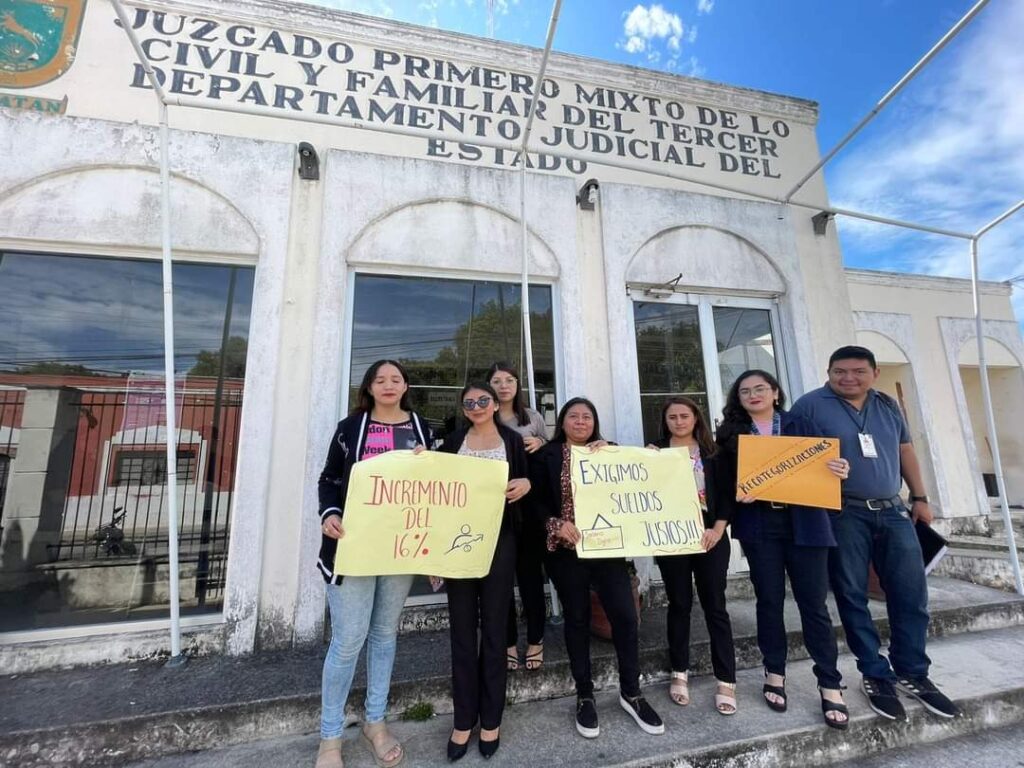 JUZGADO PRIMERO MIXTO DE LO
CIVIL Y FAMILIAR DEL TERCER
DEPARTAMENTO JUDICIAL DEL
ESTADO
INCREMENTO
DEL
16%
EXIGIMOS
SUELDOS
JUSTOS!!!
RECATEGORIZACIONES